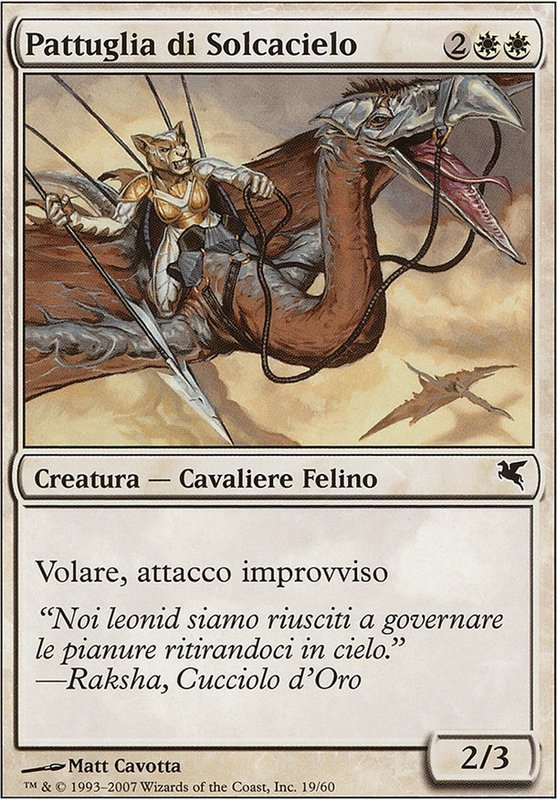 Pattuglia di Solcacielo 2
Creatura — Cavaliere Felino
Volare, attacco improvviso
“Noi leonid siamo riusciti a governare
le pianure ritirandoci in cielo.”
—Raksha, Cucciolo d’Oro
2/3
Matt Cavotta
™ & © 1993–2007 Wizards of the Coast, Inc. 19/60